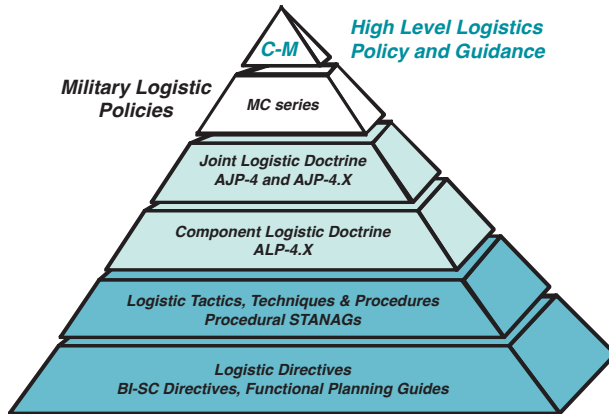 High Level Logistics
Policy and Guidance
C-M
Military Logistic
Policies
MC series
Joint Logistic Doctrine
AJP-4 and AJP-4.X
Component Logistic Doctrine
ALP-4.X
Logistic Tactics, Techniques & Procedures
Procedural STANAGs
Logistic Directives
BI-SC Directives, Functional Planning Guides